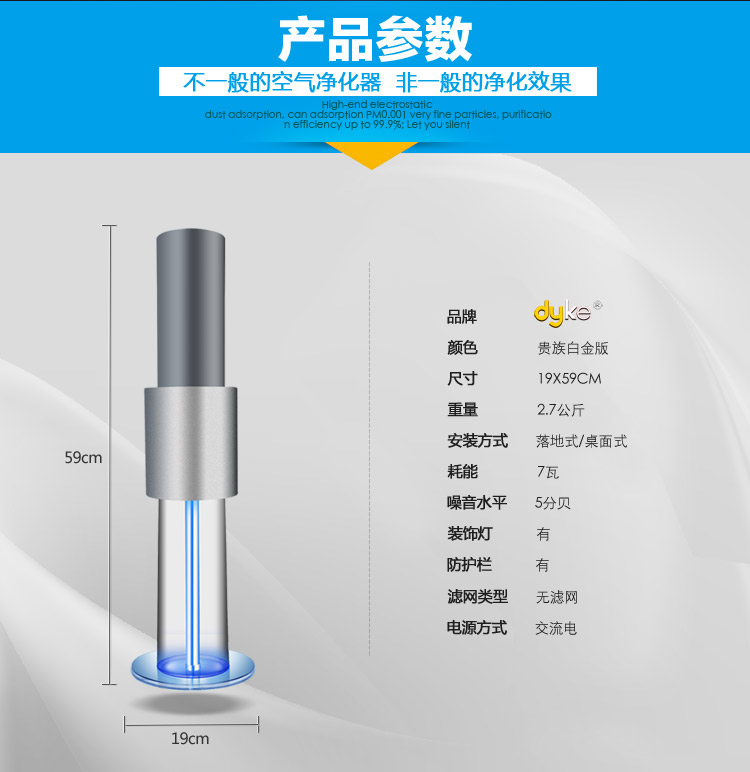 产品参数
不一般的空气净化器 非一般的净化效果
High-end electrostatic
dust adsorption, can adsorption PM0.001 very fine particles, purificatio
n efficiency up to 99.9%; Let you silent
品牌 dyke®
颜色 贵族白金版
尺寸 19X59CM
重量 2.7公斤
安装方式 落地式/桌面式
耗能 7瓦
噪音水平 5分贝
装饰灯 有
防护栏 有
滤网类型 无滤网
电源方式 交流电
59cm
19cm